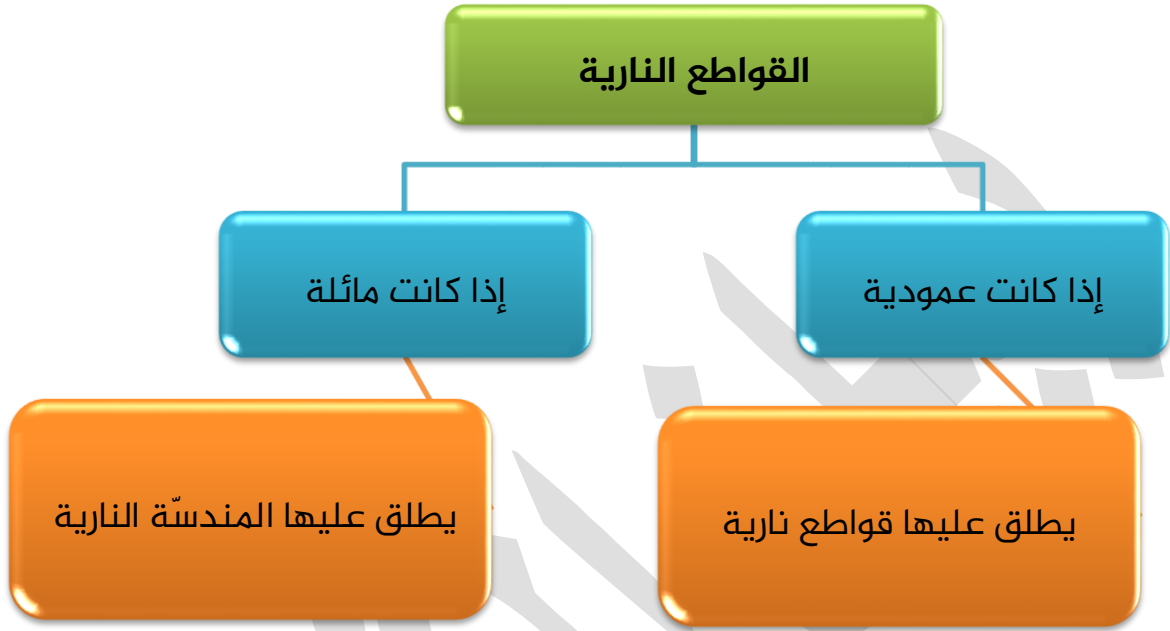 القواطع النارية
إذا كانت عمودية
إذا كانت مائلة
يطلق عليها قواطع نارية
يطلق عليها المندسّة النارية